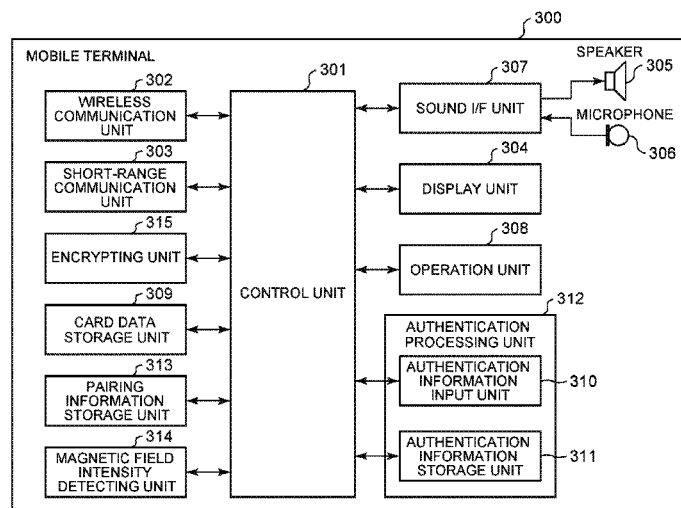 300
MOBILE TERMINAL
SPEAKER
302
WIRELESS
COMMUNICATION
UNIT
301
307
SOUND I/F UNIT
305
MICROPHONE
306
303
SHORT-RANGE
COMMUNICATION
UNIT
304
DISPLAY UNIT
315
ENCRYPTING UNIT
308
OPERATION UNIT
CONTROL UNIT
309
CARD DATA
STORAGE UNIT
312
AUTHENTICATION
PROCESSING UNIT
313
PAIRING
INFORMATION
STORAGE UNIT
AUTHENTICATION
INFORMATION
INPUT UNIT
310
314
MAGNETIC FIELD
INTENSITY
DETECTING UNIT
AUTHENTICATION
INFORMATION
STORAGE UNIT
311